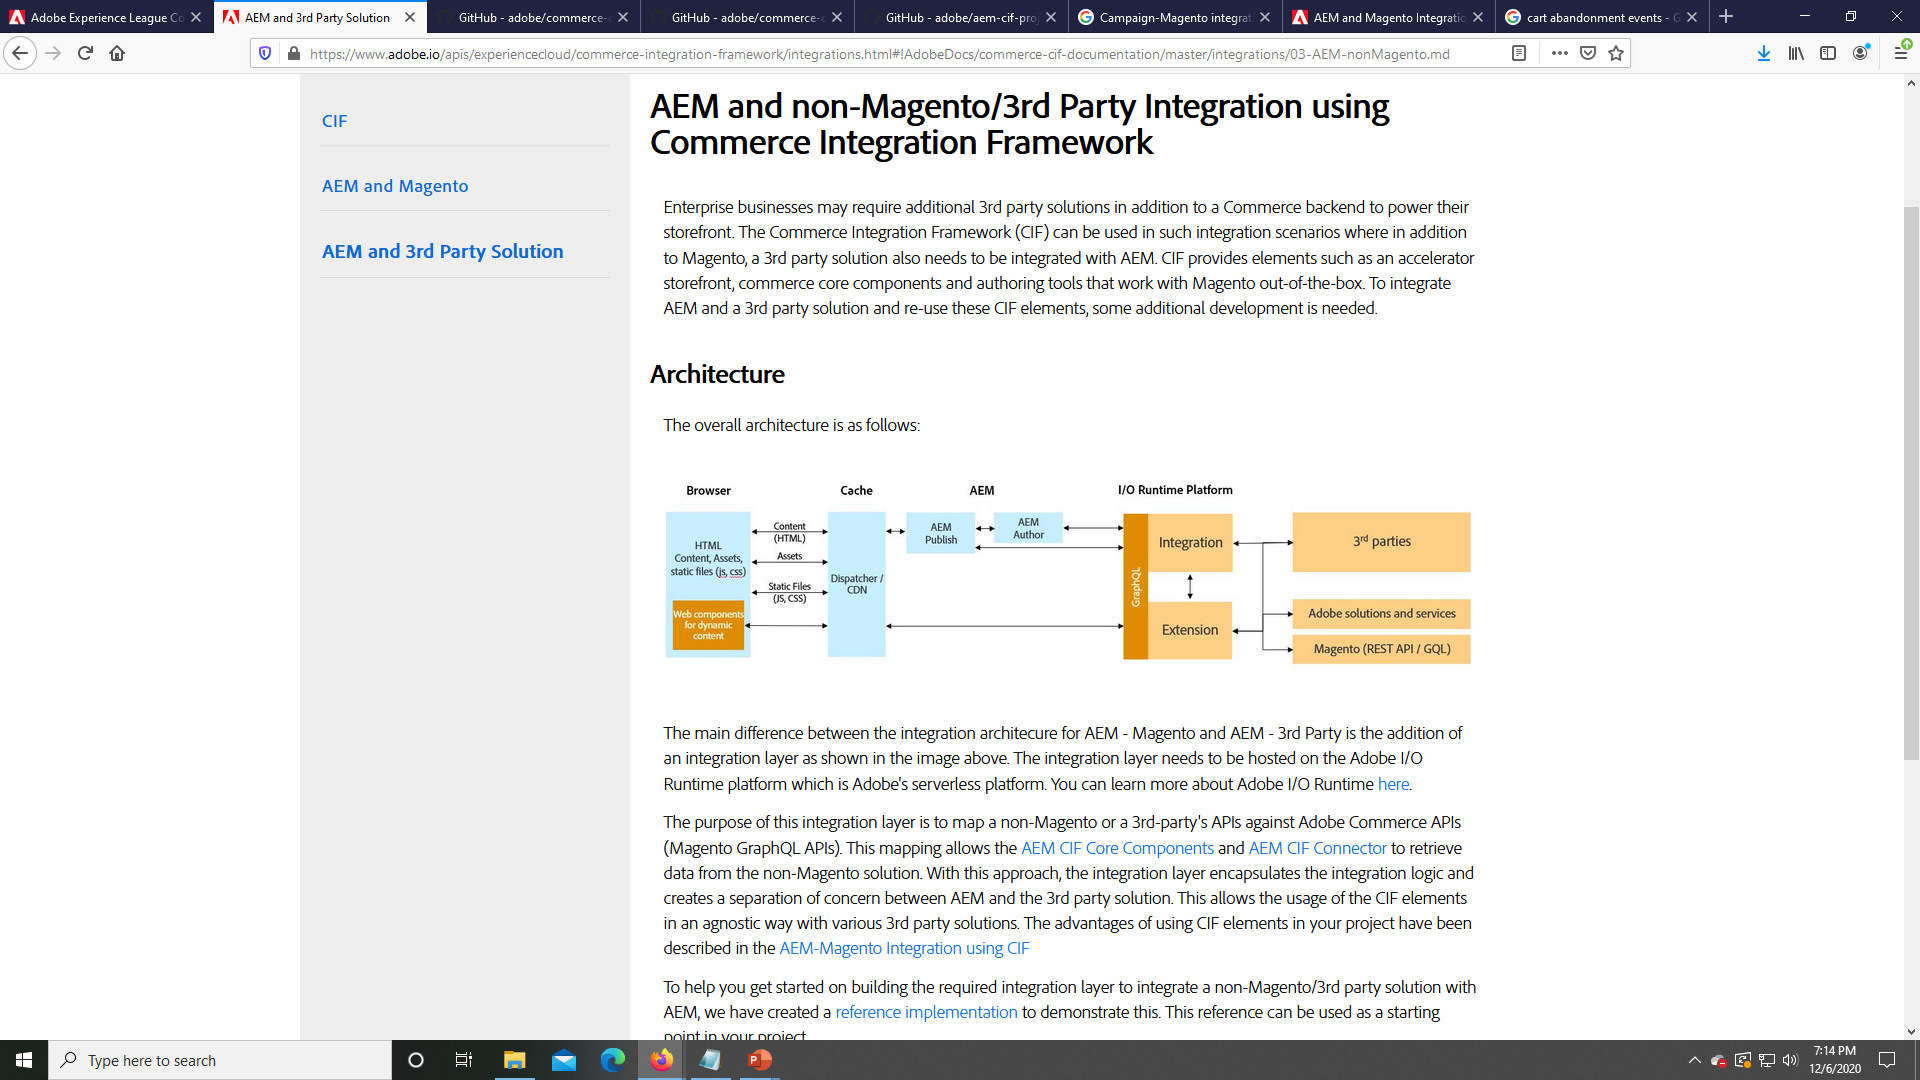 Adobe Experience League Co
AEM and 3rd Party Solution
GitHub - adobe/commerce-
GitHub - adobe/commerce-c
GitHub - adobe/aem-cif-proj
Campaign-Magento integrat
AEM and Magento Integratio
cart abandonment events - G
https://www.adobe.io/apis/experiencecloud/commerce-integration-framework/integrations.html#!AdobeDocs/commerce-cif-documentation/master/integrations/03-AEM-nonMagento.md
CIF
AEM and Magento
AEM and 3rd Party Solution
AEM and non-Magento/3rd Party Integration using
Commerce Integration Framework
Enterprise businesses may require additional 3rd party solutions in addition to a Commerce backend to power their
storefront. The Commerce Integration Framework (CIF) can be used in such integration scenarios where in addition
to Magento, a 3rd party solution also needs to be integrated with AEM. CIF provides elements such as an accelerator
storefront, commerce core components and authoring tools that work with Magento out-of-the-box. To integrate
AEM and a 3rd party solution and re-use these CIF elements, some additional development is needed.
Architecture
The overall architecture is as follows:
Browser
Cache
AEM
I/O Runtime Platform
HTML
Content, Assets,
static files (js, css)
Web components
for dynamic
content
Content
(HTML)
Assets
Static Files
(JS, CSS)
Dispatcher /
CDN
AEM
Publish
AEM
Author
GraphQL
Integration
Extension
3rd parties
Adobe solutions and services
Magento (REST API / GQL)
The main difference between the integration architecure for AEM - Magento and AEM - 3rd Party is the addition of
an integration layer as shown in the image above. The integration layer needs to be hosted on the Adobe I/O
Runtime platform which is Adobe's serverless platform. You can learn more about Adobe I/O Runtime here.
The purpose of this integration layer is to map a non-Magento or a 3rd-party's APIs against Adobe Commerce APIs
(Magento GraphQL APIs). This mapping allows the AEM CIF Core Components and AEM CIF Connector to retrieve
data from the non-Magento solution. With this approach, the integration layer encapsulates the integration logic and
creates a separation of concern between AEM and the 3rd party solution. This allows the usage of the CIF elements
in an agnostic way with various 3rd party solutions. The advantages of using CIF elements in your project have been
described in the AEM-Magento Integration using CIF
To help you get started on building the required integration layer to integrate a non-Magento/3rd party solution with
AEM, we have created a reference implementation to demonstrate this. This reference can be used as a starting
point in your project
Type here to search
7:14 PM
12/6/2020